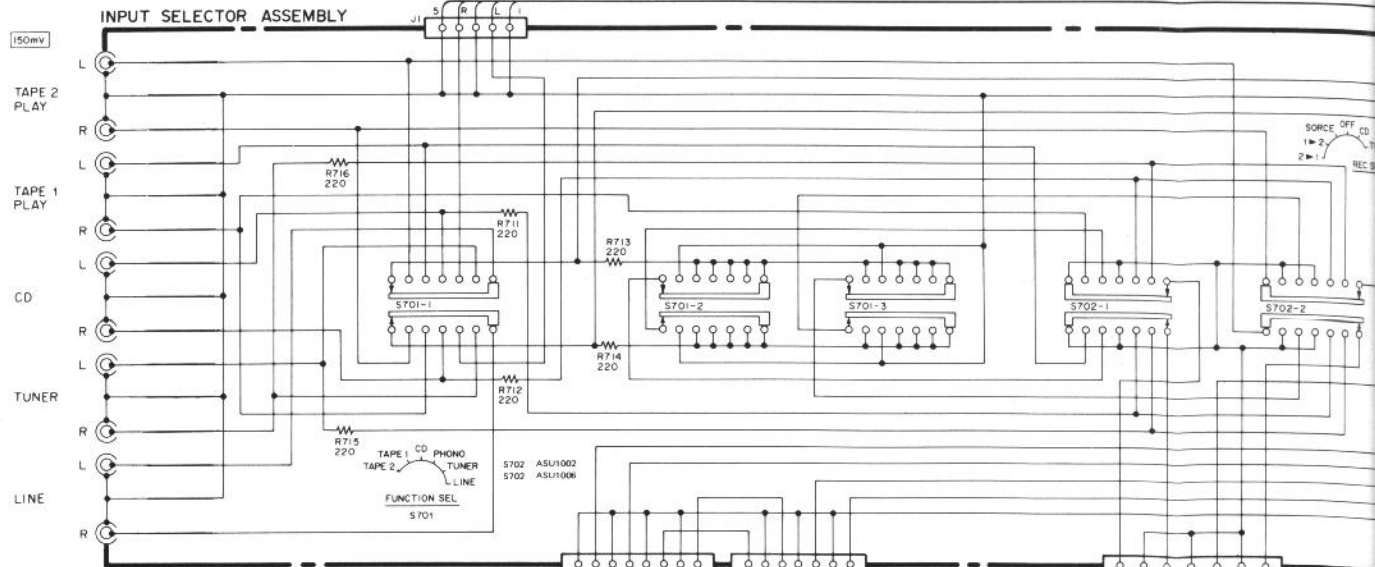 INPUT SELECTOR ASSEMBLY
J1
5 R L 1
150mV
L
TAPE 2
PLAY
R
L
TAPE 1
PLAY
R
L
CD
R
L
TUNER
R
L
LINE
R
R716
220
R711
220
R713
220
S701-1
S701-2
S701-3
S702-1
S702-2
R714
220
R712
220
R715
220
SORCE OFF CD
1►2
2►1
TAPE 1 CD PHONO
TAPE 2 TUNER
LINE
FUNCTION SEL
S701
S702 ASU1002
S702 ASU1006